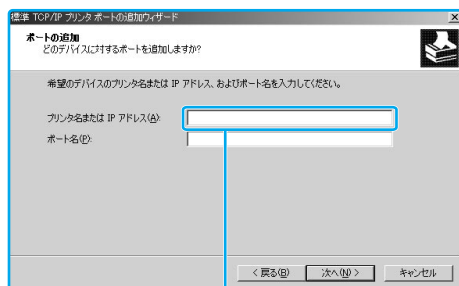 標準 TCP/IP プリンタ ポートの追加ウィザード
ポートの追加
どのデバイスに対するポートを追加しますか?
希望のデバイスのプリンタ名または IP アドレス、およびポート名を入力してください。
プリンタ名または IP アドレス(A):
ポート名(P):
< 戻る(B)
次へ(N) >
キャンセル